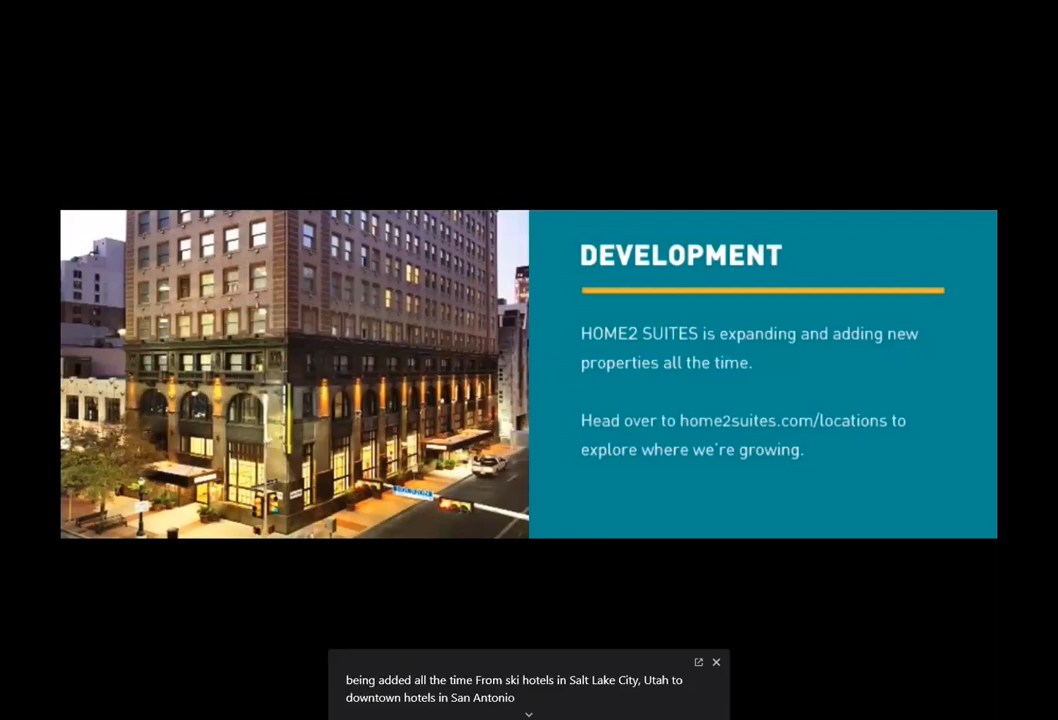 DEVELOPMENT
HOME2 SUITES is expanding and adding new
properties all the time.
Head over to home2suites.com/locations to
explore where we're growing.
being added all the time From ski hotels in Salt Lake City, Utah to
downtown hotels in San Antonio